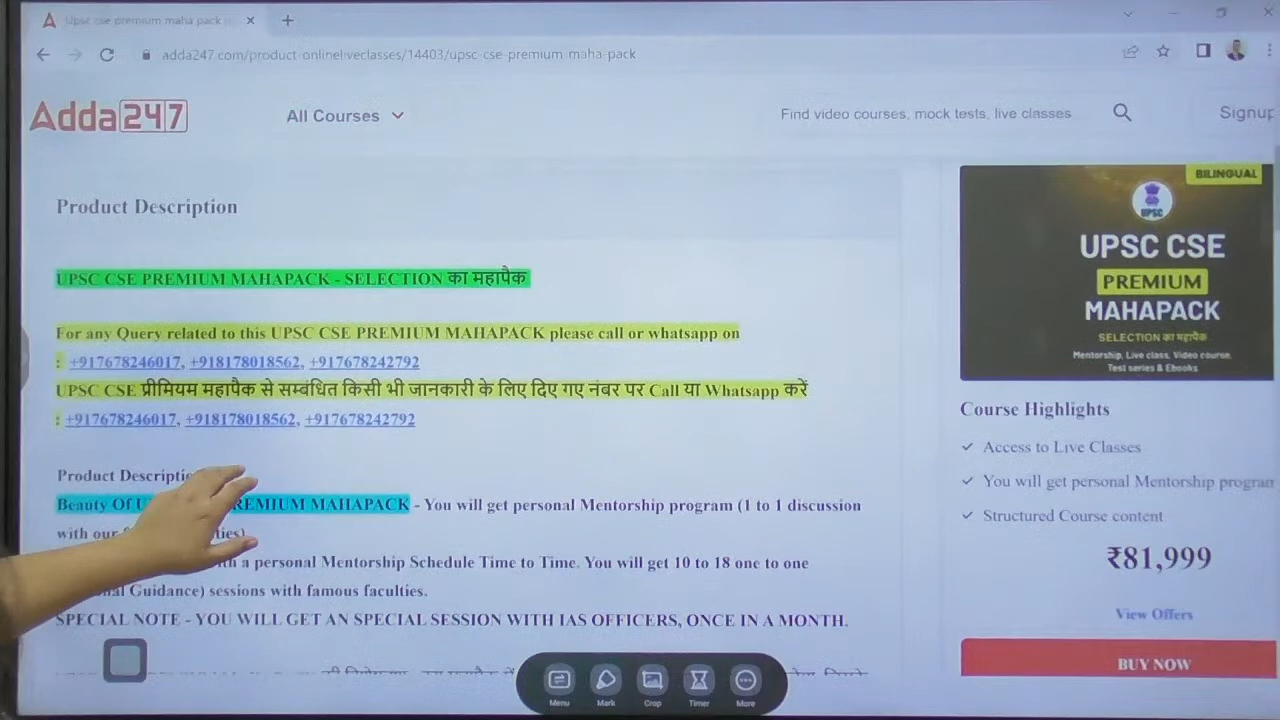 Upsc cse premium maha pack
adda247.com/product-onlineliveclasses/14403/upsc-cse-premium-maha-pack
Adda247
All Courses
Find video courses, mock tests, live classes
Signup
Product Description
UPSC CSE PREMIUM MAHAPACK - SELECTION का महापैक
For any Query related to this UPSC CSE PREMIUM MAHAPACK please call or whatsapp on
: +917678246017, +918178018562, +917678242792
UPSC CSE प्रीमियम महापैक से सम्बंधित किसी भी जानकारी के लिए दिए गए नंबर पर Call या Whatsapp करें
: +917678246017, +918178018562, +917678242792
Product Descripti
Beauty Of U REMIUM MAHAPACK - You will get personal Mentorship program (1 to 1 discussion
with our ties)
a personal Mentorship Schedule Time to Time. You will get 10 to 18 one to one
Guidance) sessions with famous faculties.
SPECIAL NOTE - YOU WILL GET AN SPECIAL SESSION WITH IAS OFFICERS, ONCE IN A MONTH.
BILINGUAL
UPSC
UPSC CSE
PREMIUM
MAHAPACK
SELECTION का महापैक
Mentorship, Live class, Video course,
Test series & Ebooks
Course Highlights
Access to Live Classes
You will get personal Mentorship program
Structured Course content
₹81,999
View Offers
BUY NOW
Menu
Mark
Crop
Timer
More